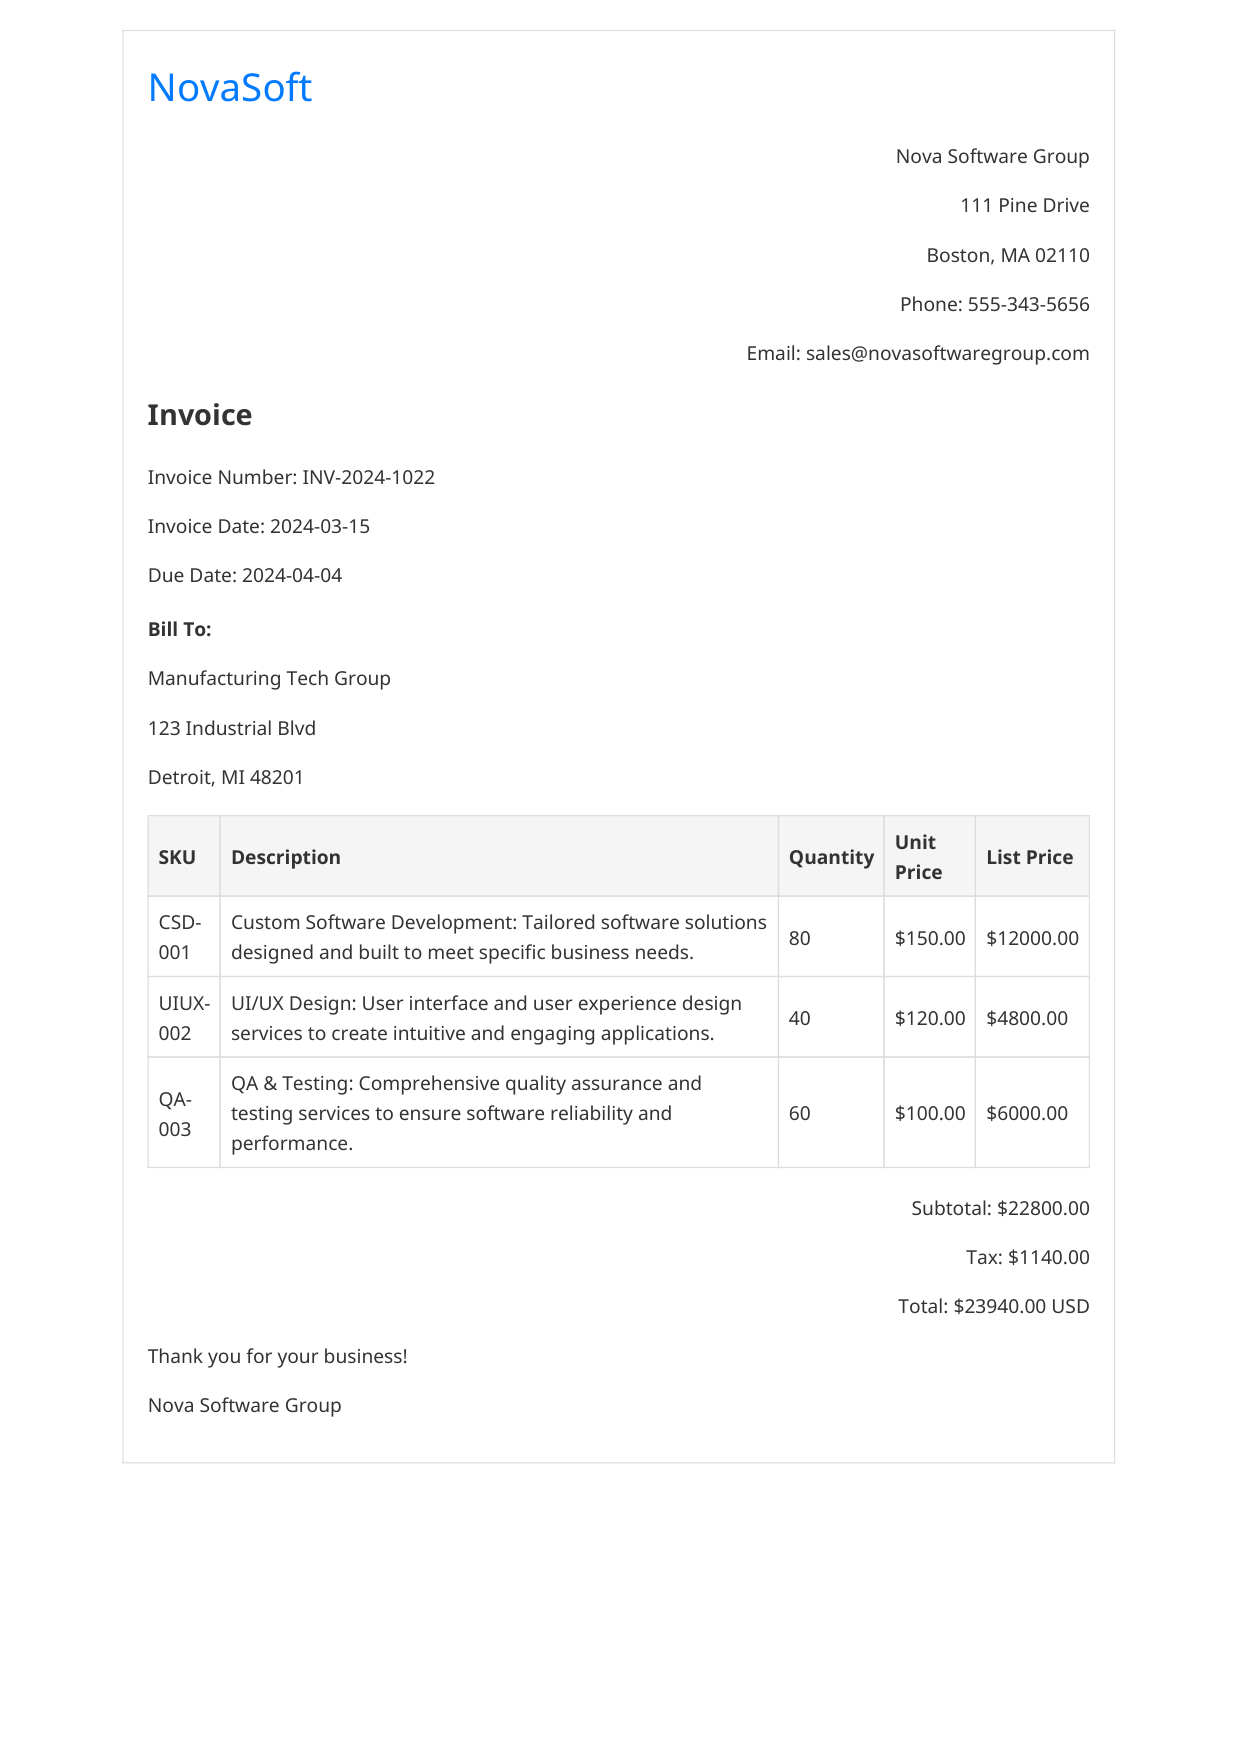 NovaSoft
Nova Software Group
111 Pine Drive
Boston, MA 02110
Phone: 555-343-5656
Email: sales@novasoftwaregroup.com
Invoice
Invoice Number: INV-2024-1022
Invoice Date: 2024-03-15
Due Date: 2024-04-04
Bill To:
Manufacturing Tech Group
123 Industrial Blvd
Detroit, MI 48201
SKU Description Quantity Unit Price List Price
CSD-001 Custom Software Development: Tailored software solutions
designed and built to meet specific business needs. 80 $150.00 $12000.00
UIUX-002 UI/UX Design: User interface and user experience design
services to create intuitive and engaging applications. 40 $120.00 $4800.00
QA-003 QA & Testing: Comprehensive quality assurance and
testing services to ensure software reliability and
performance. 60 $100.00 $6000.00
Subtotal: $22800.00
Tax: $1140.00
Total: $23940.00 USD
Thank you for your business!
Nova Software Group